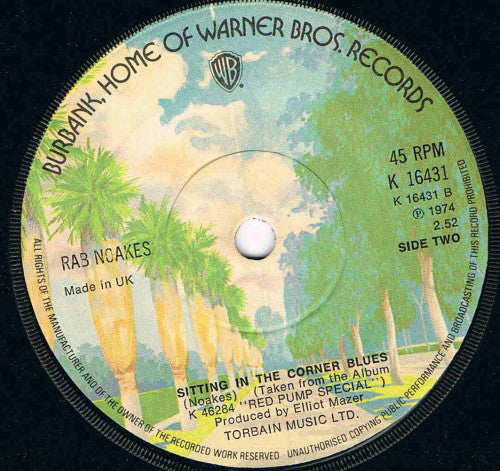 BURBANK, HOME OF WARNER BROS. RECORDS
WB
45 RPM
K 16431
K 16431 B
Ⓟ 1974
2.52
SIDE TWO
RAB NOAKES
Made in UK
SITTING IN THE CORNER BLUES
(Noakes) (Taken from the Album
K 46284 "RED PUMP SPECIAL")
Produced by Elliot Mazer
TORBAIN MUSIC LTD.
ALL RIGHTS OF THE MANUFACTURER AND OF THE OWNER OF THE RECORDED WORK RESERVED UNAUTHORISED COPYING PUBLIC PERFORMANCE AND BROADCASTING OF THIS RECORD PROHIBITED.